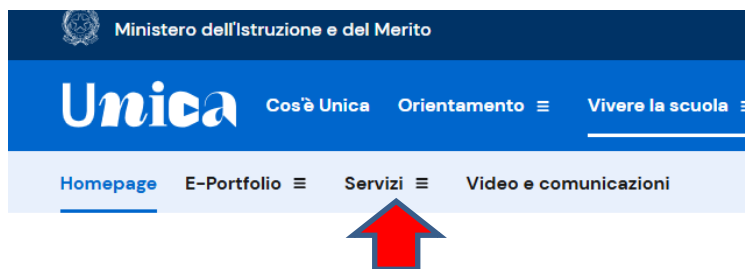 Ministero dell'Istruzione e del Merito
Unica Cos'è Unica Orientamento Vivere la scuola
Homepage E-Portfolio Servizi Video e comunicazioni